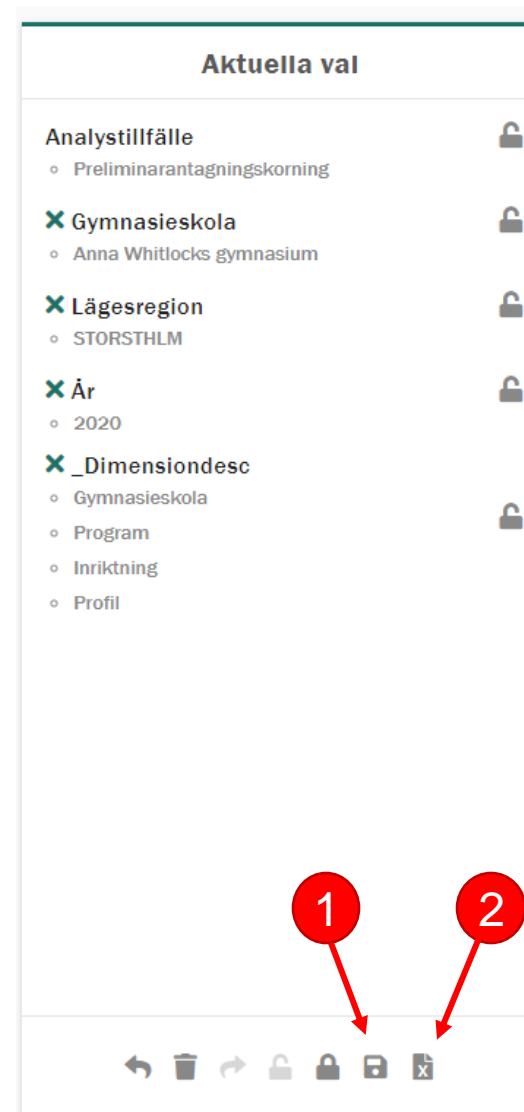 Aktuella val
Analystillfälle
Preliminarantagningskorning
Gymnasieskola
Anna Whitlocks gymnasium
Lägesregion
STORSTHLM
År
2020
_Dimensiondesc
Gymnasieskola
Program
Inriktning
Profil
1 2
X